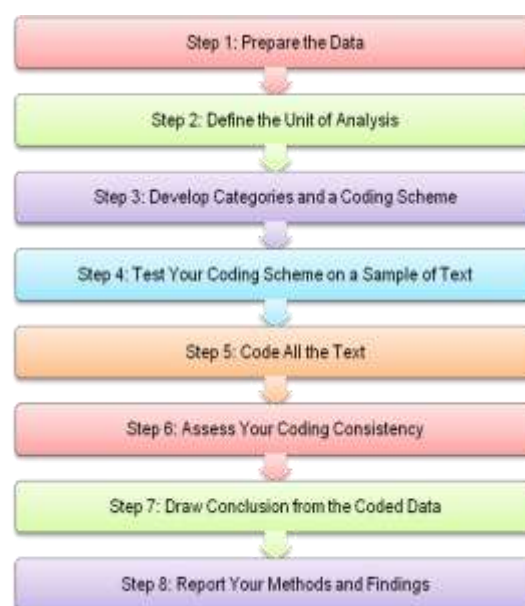 Step 1: Prepare the Data
Step 2: Define the Unit of Analysis
Step 3: Develop Categories and a Coding Scheme
Step 4: Test Your Coding Scheme on a Sample of Text
Step 5: Code All the Text
Step 6: Assess Your Coding Consistency
Step 7: Draw Conclusion from the Coded Data
Step 8: Report Your Methods and Findings